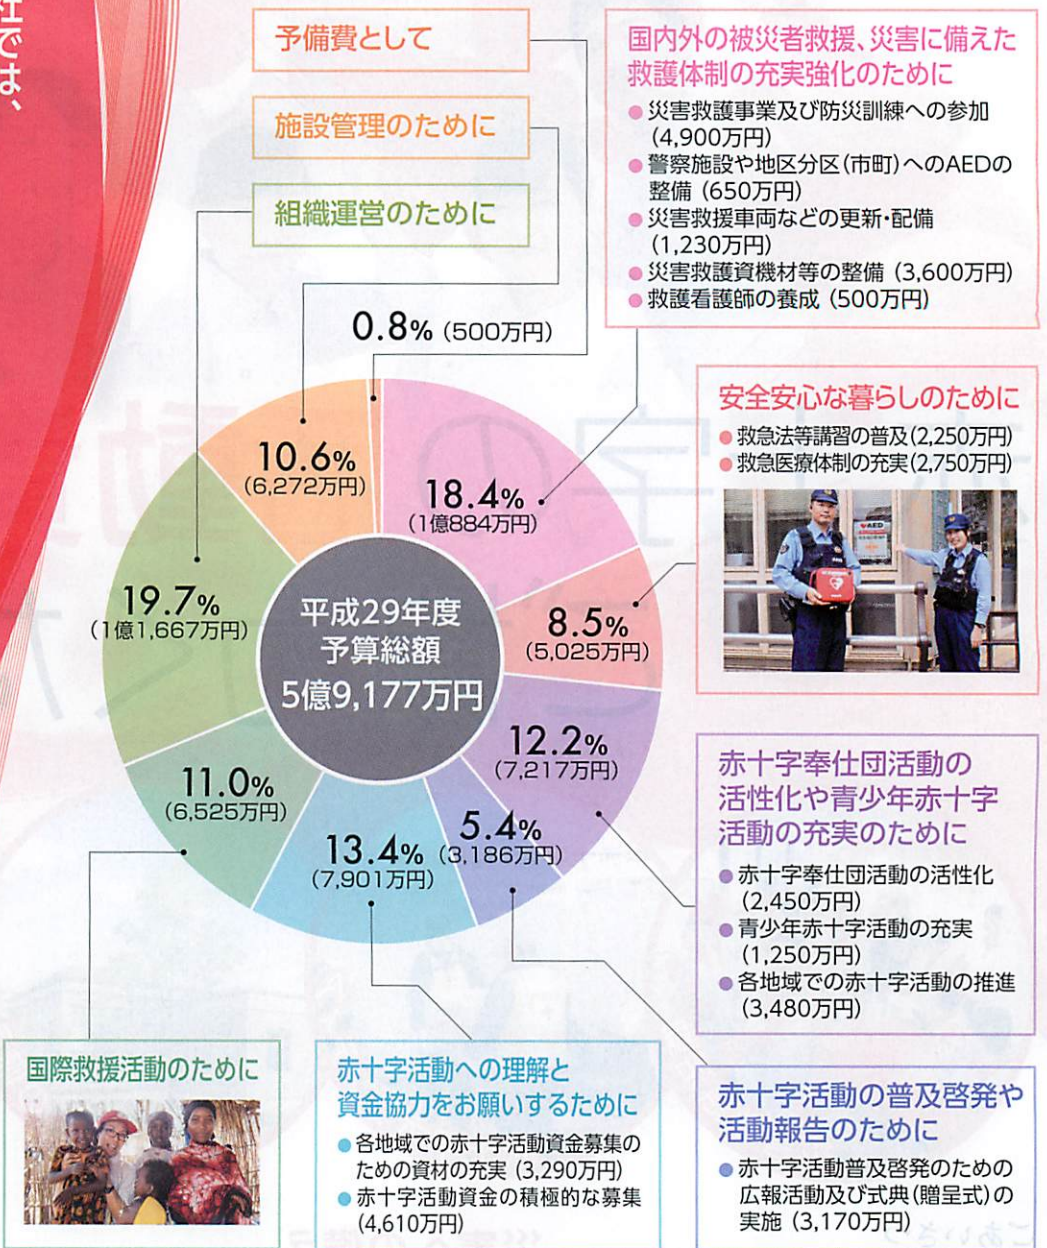 社では、
予備費として
施設管理のために
組織運営のために
国内外の被災者救援、災害に備えた
救護体制の充実強化のために
● 災害救護事業及び防災訓練への参加
(4,900万円)
● 警察施設や地区分区(市町)へのAEDの
整備 (650万円)
● 災害救援車両などの更新・配備
(1,230万円)
● 災害救護資機材等の整備 (3,600万円)
● 救護看護師の養成 (500万円)
安全安心な暮らしのために
● 救急法等講習の普及(2,250万円)
● 救急医療体制の充実(2,750万円)
AED
0.8% (500万円)
10.6%
(6,272万円)
18.4%
(1億884万円)
19.7%
(1億1,667万円)
8.5%
(5,025万円)
平成29年度
予算総額
5億9,177万円
12.2%
(7,217万円)
11.0%
(6,525万円)
13.4%
(7,901万円)
5.4%
(3,186万円)
赤十字奉仕団活動の
活性化や青少年赤十字
活動の充実のために
● 赤十字奉仕団活動の活性化
(2,450万円)
● 青少年赤十字活動の充実
(1,250万円)
● 各地域での赤十字活動の推進
(3,480万円)
国際救援活動のために
赤十字活動への理解と
資金協力をお願いするために
● 各地域での赤十字活動資金募集の
ための資材の充実 (3,290万円)
● 赤十字活動資金の積極的な募集
(4,610万円)
赤十字活動の普及啓発や
活動報告のために
● 赤十字活動普及啓発のための
広報活動及び式典(贈呈式)の
実施 (3,170万円)